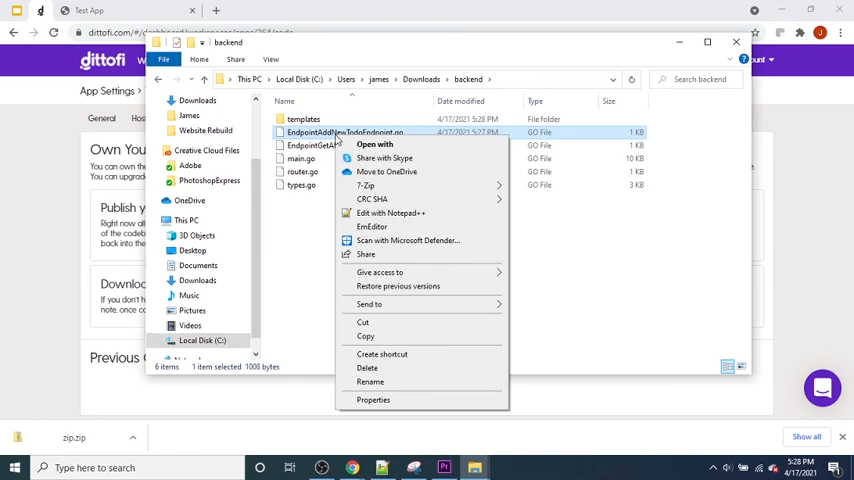 d
Test App
dittofi.com/#/dashboard/workspaces/apps/254/code
J
dittofi
App Settings
General
Own You
Publish y
Right now all
of the codeb
back into the
Downloa
If you don't h
note, once co
Previous C
backend
File
Home
Share
View
This PC
Local Disk (C:)
Users
james
Downloads
backend
Search backend
Downloads
James
Website Rebuild
Creative Cloud Files
Adobe
PhotoshopExpress
OneDrive
This PC
3D Objects
Desktop
Documents
Downloads
Music
Pictures
Videos
Local Disk (C:)
Name
Date modified
Type
Size
templates
4/17/2021 5:28 PM
File folder
EndpointAddNewTodoEndpoint.go
4/17/2021 5:27 PM
GO File
1 KB
EndpointGetAl
GO File
1 KB
main.go
GO File
10 KB
router.go
GO File
1 KB
types.go
GO File
3 KB
Open with
Share with Skype
Move to OneDrive
7-Zip
CRC SHA
Edit with Notepad++
EmEditor
Scan with Microsoft Defender...
Share
Give access to
Restore previous versions
Send to
Cut
Copy
Create shortcut
Delete
Rename
Properties
6 items
1 item selected 1008 bytes
zip.zip
Show all
Type here to search
Pr
5:28 PM
4/17/2021